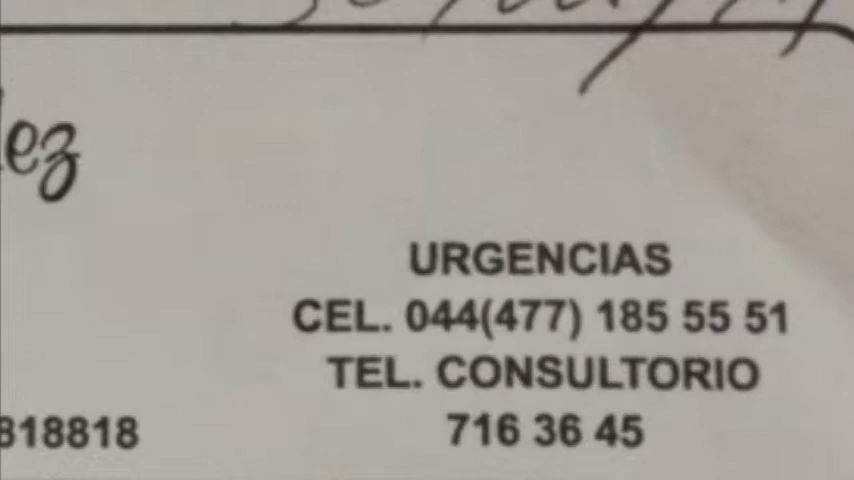 ez
URGENCIAS
CEL. 044(477) 185 55 51
TEL. CONSULTORIO
818818
716 36 45